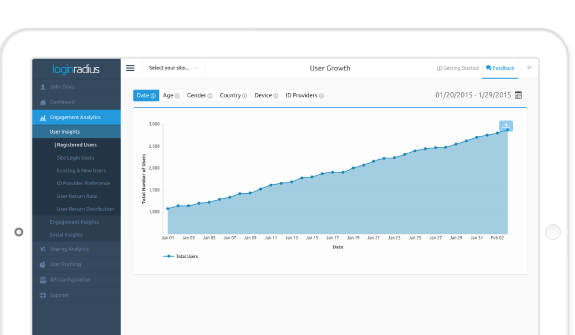 loginradius
Select your site...
User Growth
Getting Started
Feedback
John Does
Dashboard
Engagement Analytics
User Insights
Registered Users
Site Login Users
Existing & New Users
ID Provider Preference
User Return Rate
User Return Distribution
Engagement Insights
Social Insights
Sharing Analytics
User Profiling
API Configuration
Support
Date Age Gender Country Device ID Providers
01/20/2015 - 1/29/2015
Total Number of Users
3,000
2,500
2,000
1,500
1,000
Jan 01 Jan 03 Jan 05 Jan 07 Jan 09 Jan 11 Jan 13 Jan 15 Jan 17 Jan 19 Jan 21 Jan 23 Jan 25 Jan 27 Jan 29 Jan 31 Feb 02
Date
Total Users